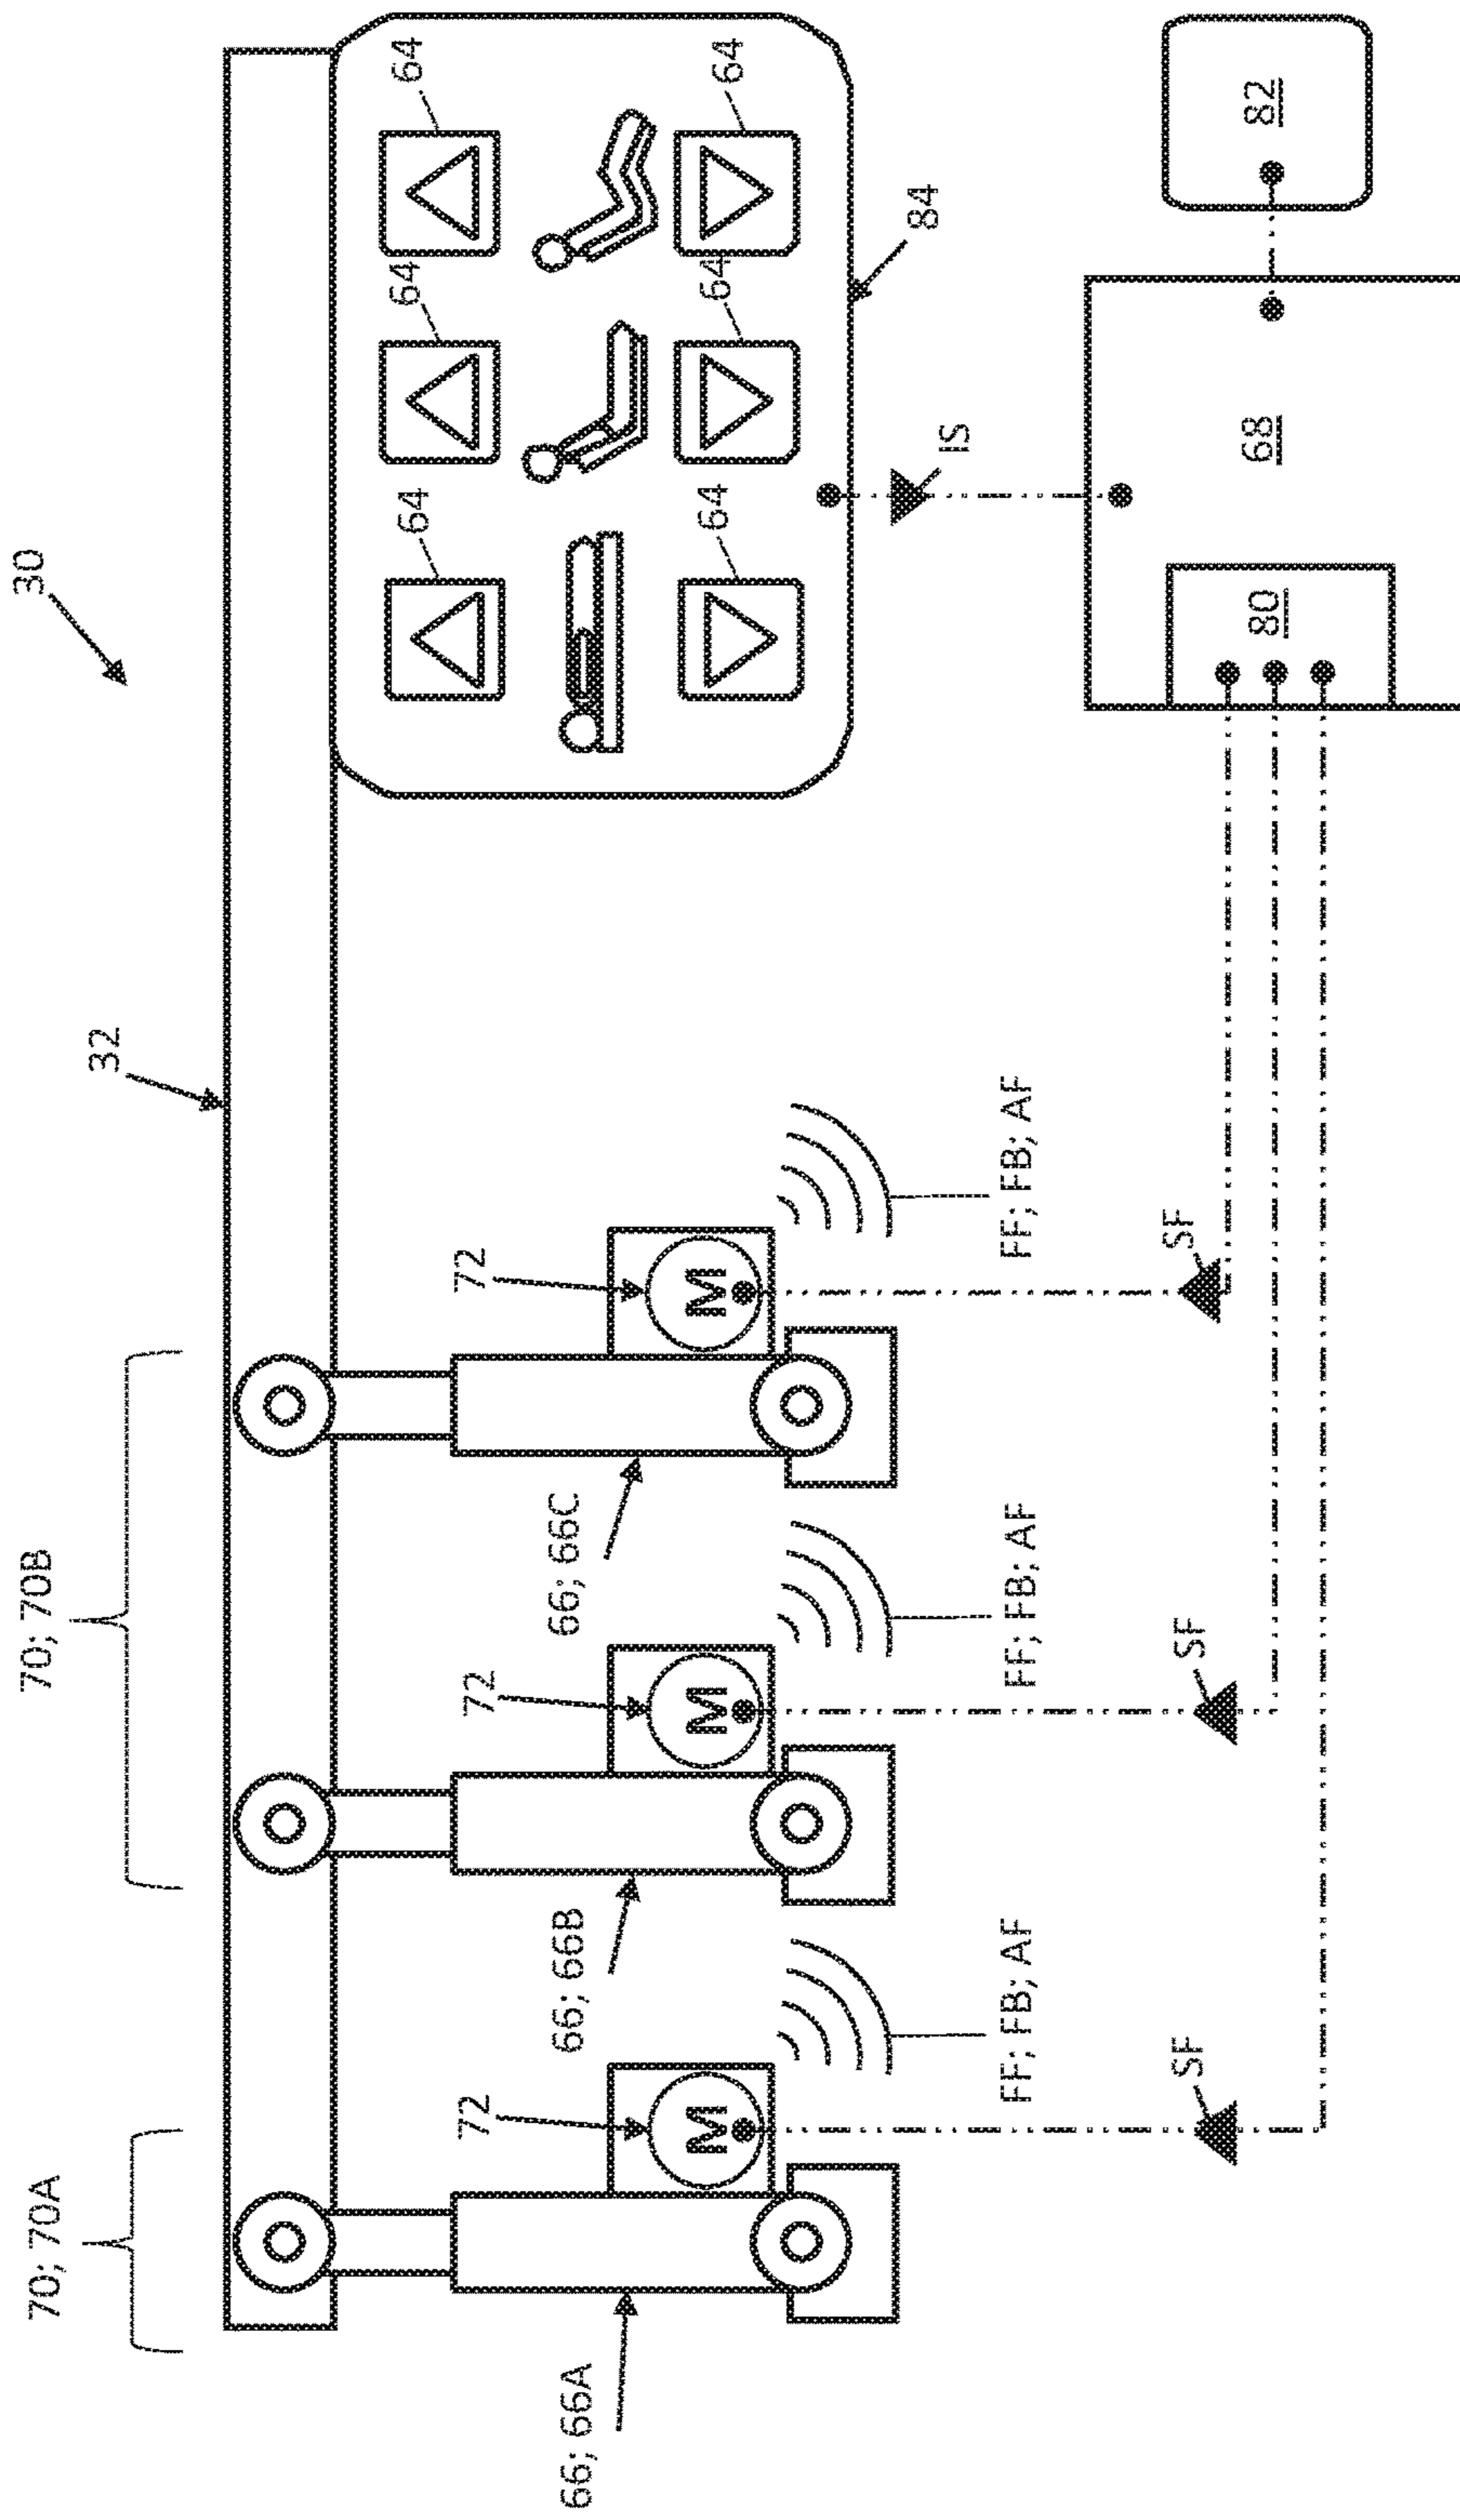 30
32
70; 70A
70; 70B
64
64
64
64
64
64
72
72
72
M
M
M
66; 66A
66; 66B
66; 66C
84
FF; FB; AF
FF; FB; AF
FF; FB; AF
IS
SF
SF
SF
80
68
82